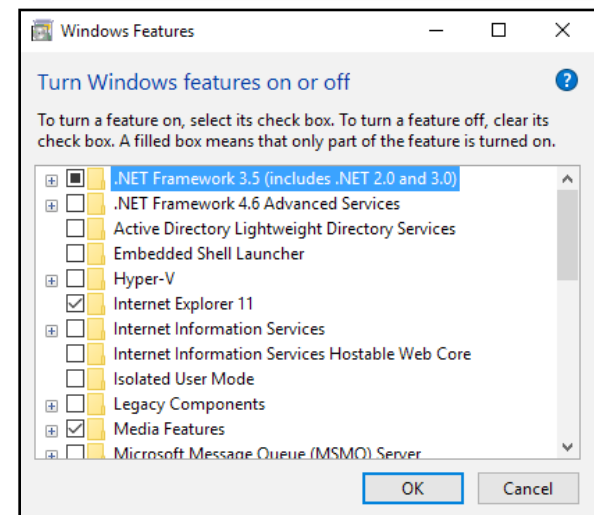 Windows Features
Turn Windows features on or off
To turn a feature on, select its check box. To turn a feature off, clear its
check box. A filled box means that only part of the feature is turned on.
.NET Framework 3.5 (includes .NET 2.0 and 3.0)
.NET Framework 4.6 Advanced Services
Active Directory Lightweight Directory Services
Embedded Shell Launcher
Hyper-V
Internet Explorer 11
Internet Information Services
Internet Information Services Hostable Web Core
Isolated User Mode
Legacy Components
Media Features
Microsoft Message Queue (MSMQ) Server
OK Cancel